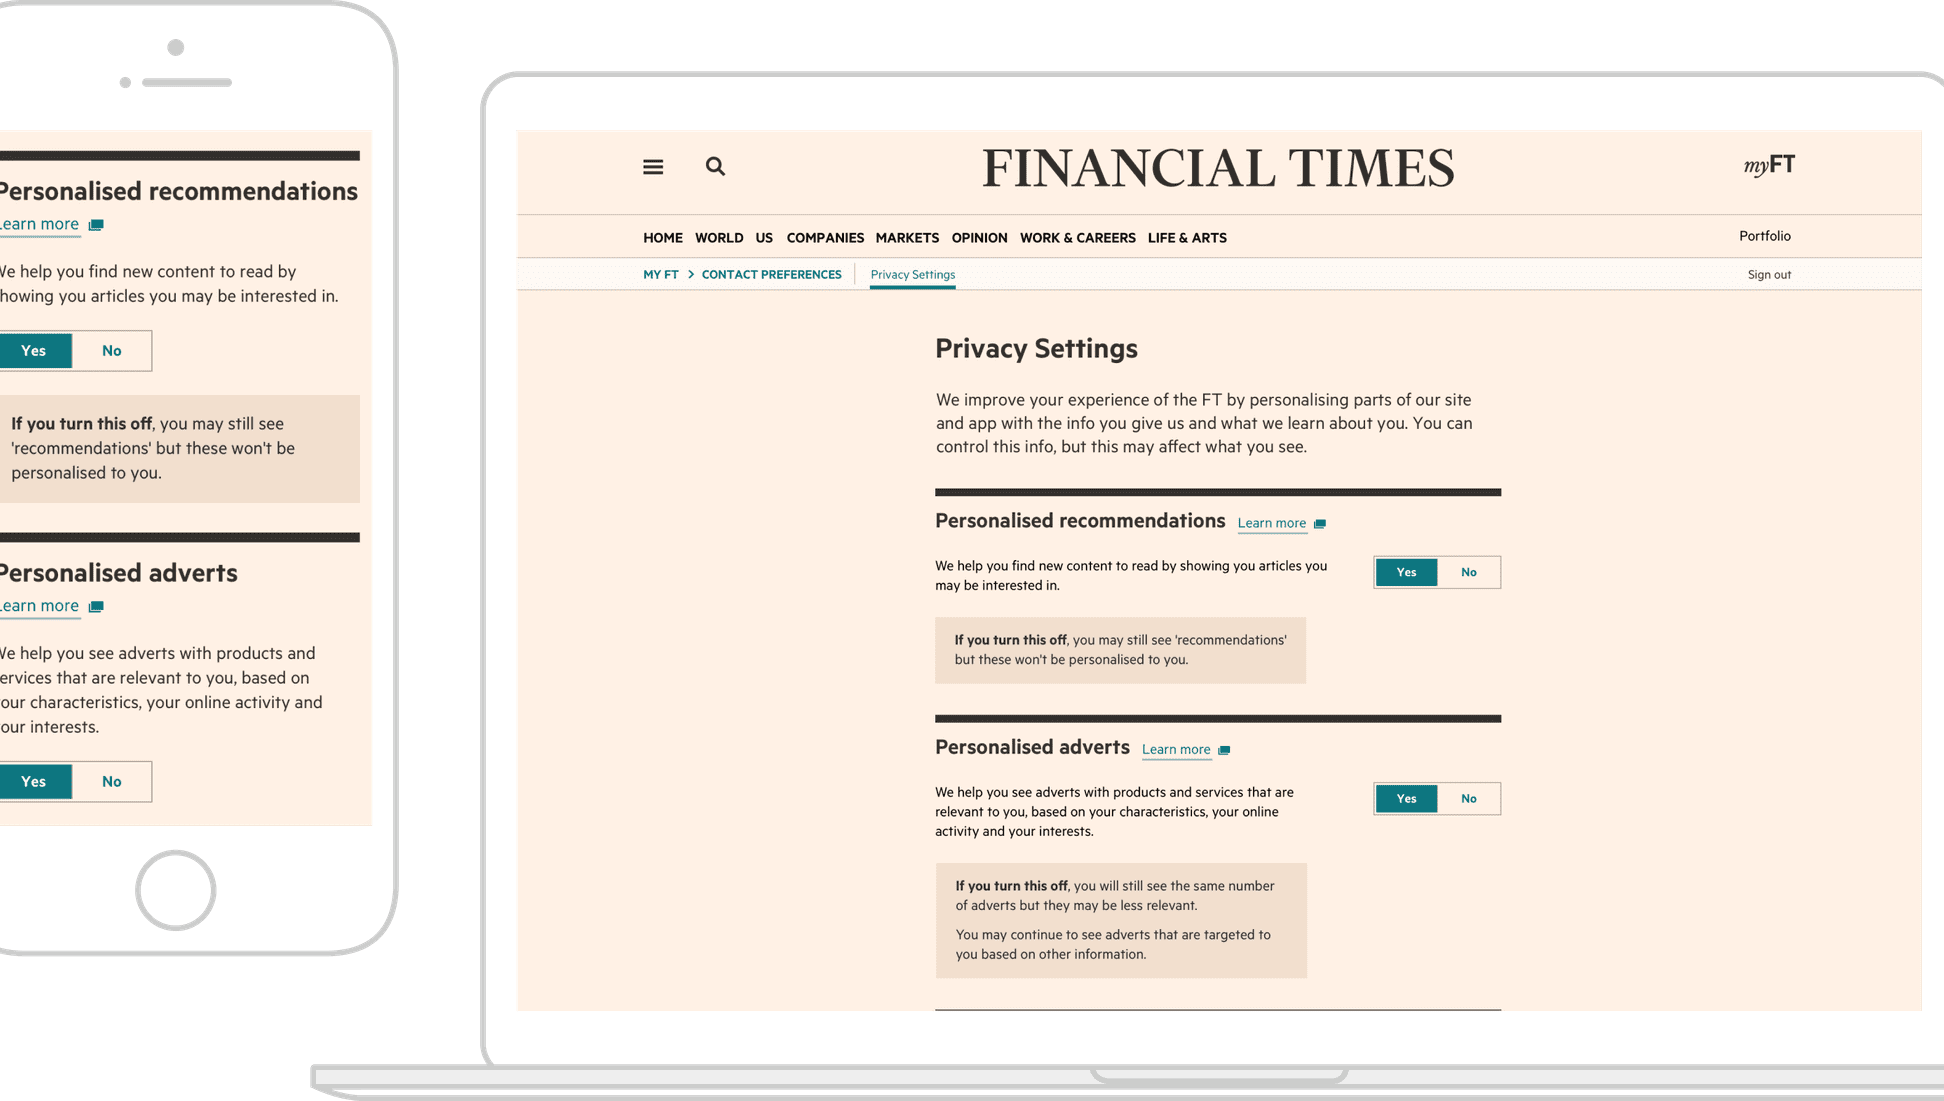 Personalised recommendations
Learn more
We help you find new content to read by
showing you articles you may be interested in.
Yes No
If you turn this off, you may still see
'recommendations' but these won't be
personalised to you.
Personalised adverts
Learn more
We help you see adverts with products and
services that are relevant to you, based on
your characteristics, your online activity and
your interests.
Yes No
FINANCIAL TIMES
myFT
HOME WORLD US COMPANIES MARKETS OPINION WORK & CAREERS LIFE & ARTS
Portfolio
MY FT > CONTACT PREFERENCES Privacy Settings
Sign out
Privacy Settings
We improve your experience of the FT by personalising parts of our site
and app with the info you give us and what we learn about you. You can
control this info, but this may affect what you see.
Personalised recommendations Learn more
We help you find new content to read by showing you articles you
may be interested in.
Yes No
If you turn this off, you may still see 'recommendations'
but these won't be personalised to you.
Personalised adverts Learn more
We help you see adverts with products and services that are
relevant to you, based on your characteristics, your online
activity and your interests.
Yes No
If you turn this off, you will still see the same number
of adverts but they may be less relevant.
You may continue to see adverts that are targeted to
you based on other information.